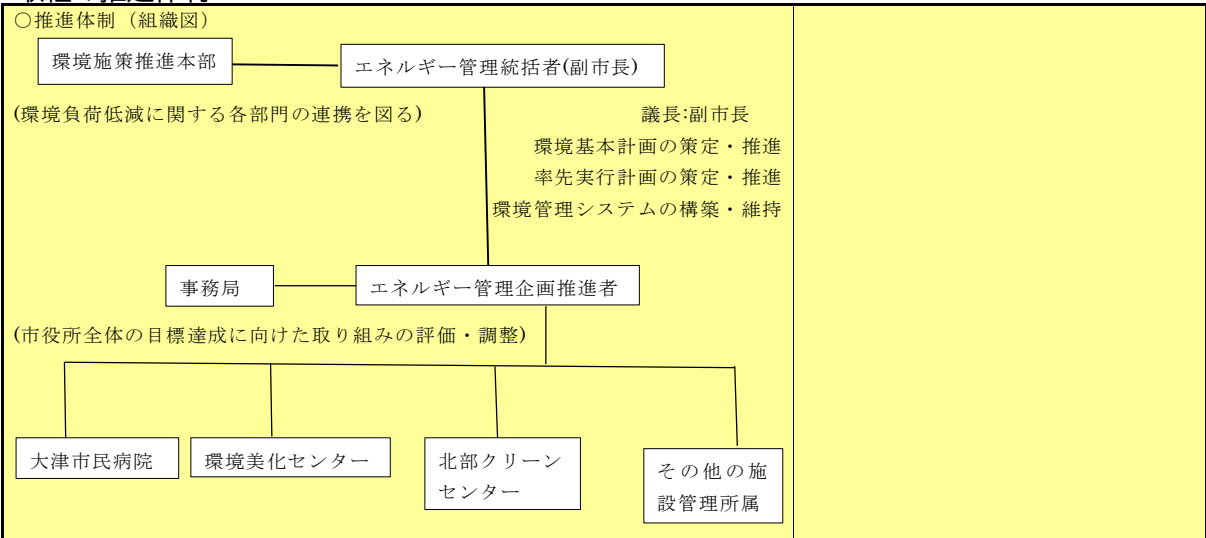 ○推進体制（組織図）
環境施策推進本部
エネルギー管理統括者(副市長)
(環境負荷低減に関する各部門の連携を図る)
議長:副市長
環境基本計画の策定・推進
率先実行計画の策定・推進
環境管理システムの構築・維持
事務局
エネルギー管理企画推進者
(市役所全体の目標達成に向けた取り組みの評価・調整)
大津市民病院
環境美化センター
北部クリーン
センター
その他の施
設管理所属